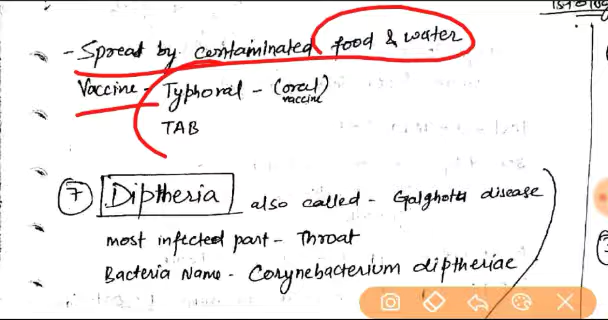 - Spread by contaminated food & water
Vaccine - Typhoral - (oral vaccine)
TAB
7 Diptheria also called - Galghotu disease
most infected part - Throat
Bacteria Name - Corynebacterium diptheriae